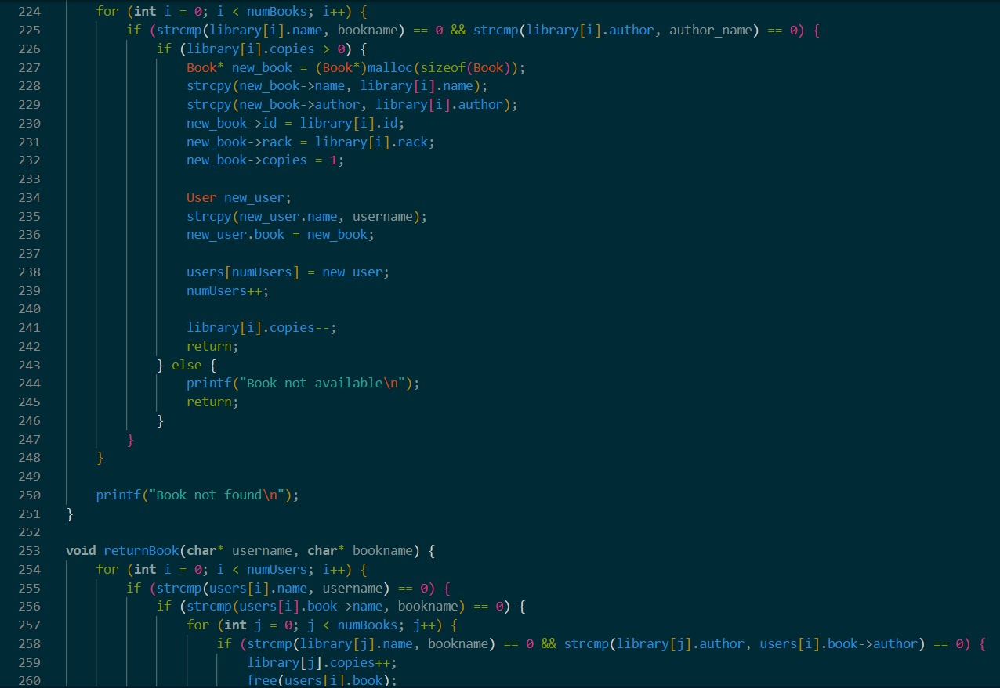 224 for (int i = 0; i < numBooks; i++) {
225 if (strcmp(library[i].name, bookname) == 0 && strcmp(library[i].author, author_name) == 0) {
226 if (library[i].copies > 0) {
227 Book* new_book = (Book*)malloc(sizeof(Book));
228 strcpy(new_book->name, library[i].name);
229 strcpy(new_book->author, library[i].author);
230 new_book->id = library[i].id;
231 new_book->rack = library[i].rack;
232 new_book->copies = 1;
233
234 User new_user;
235 strcpy(new_user.name, username);
236 new_user.book = new_book;
237
238 users[numUsers] = new_user;
239 numUsers++;
240
241 library[i].copies--;
242 return;
243 } else {
244 printf("Book not available\n");
245 return;
246 }
247 }
248 }
249
250 printf("Book not found\n");
251 }
252
253 void returnBook(char* username, char* bookname) {
254 for (int i = 0; i < numUsers; i++) {
255 if (strcmp(users[i].name, username) == 0) {
256 if (strcmp(users[i].book->name, bookname) == 0) {
257 for (int j = 0; j < numBooks; j++) {
258 if (strcmp(library[j].name, bookname) == 0 && strcmp(library[j].author, users[i].book->author) == 0) {
259 library[j].copies++;
260 free(users[i].book);